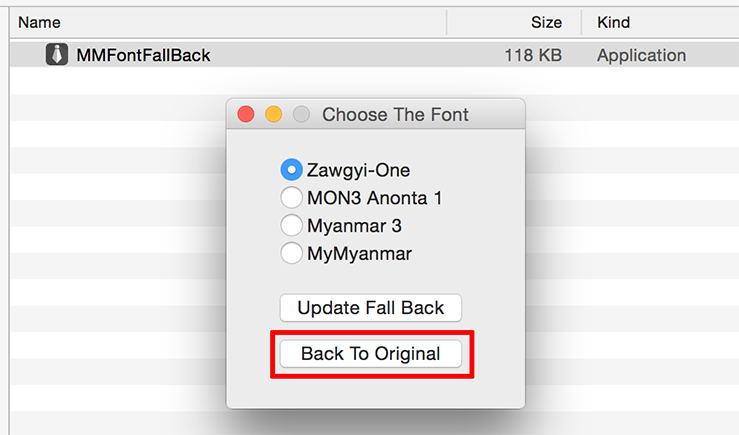 Name Size Kind
MMFontFallBack 118 KB Application
Choose The Font
Zawgyi-One
MON3 Anonta 1
Myanmar 3
MyMyanmar
Update Fall Back
Back To Original